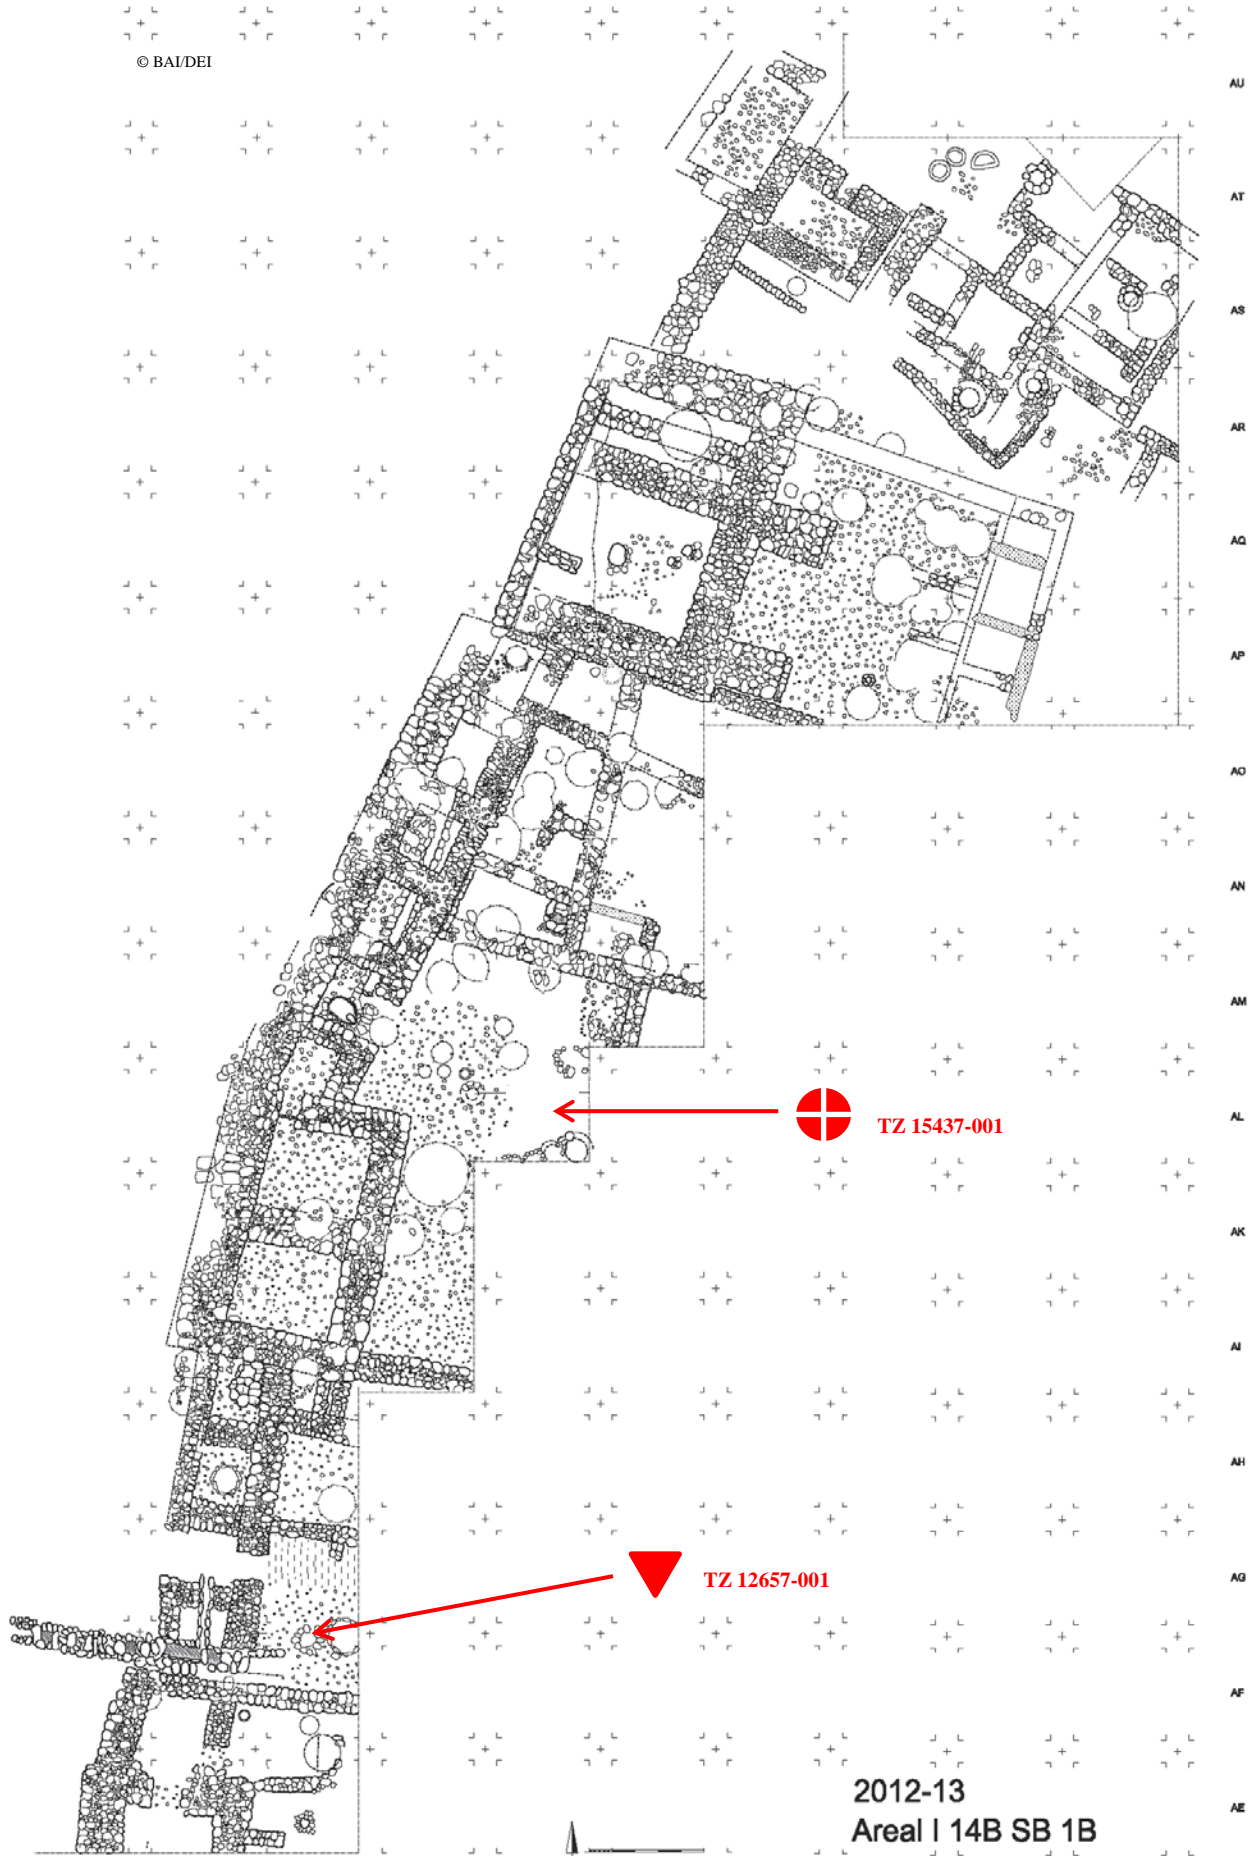 © BAI/DEI
AU
AT
AS
AR
AQ
AP
AO
AN
AM
AL
TZ 15437-001
AK
AI
AH
AG
TZ 12657-001
AF
2012-13
AE
Areal I 14B SB 1B